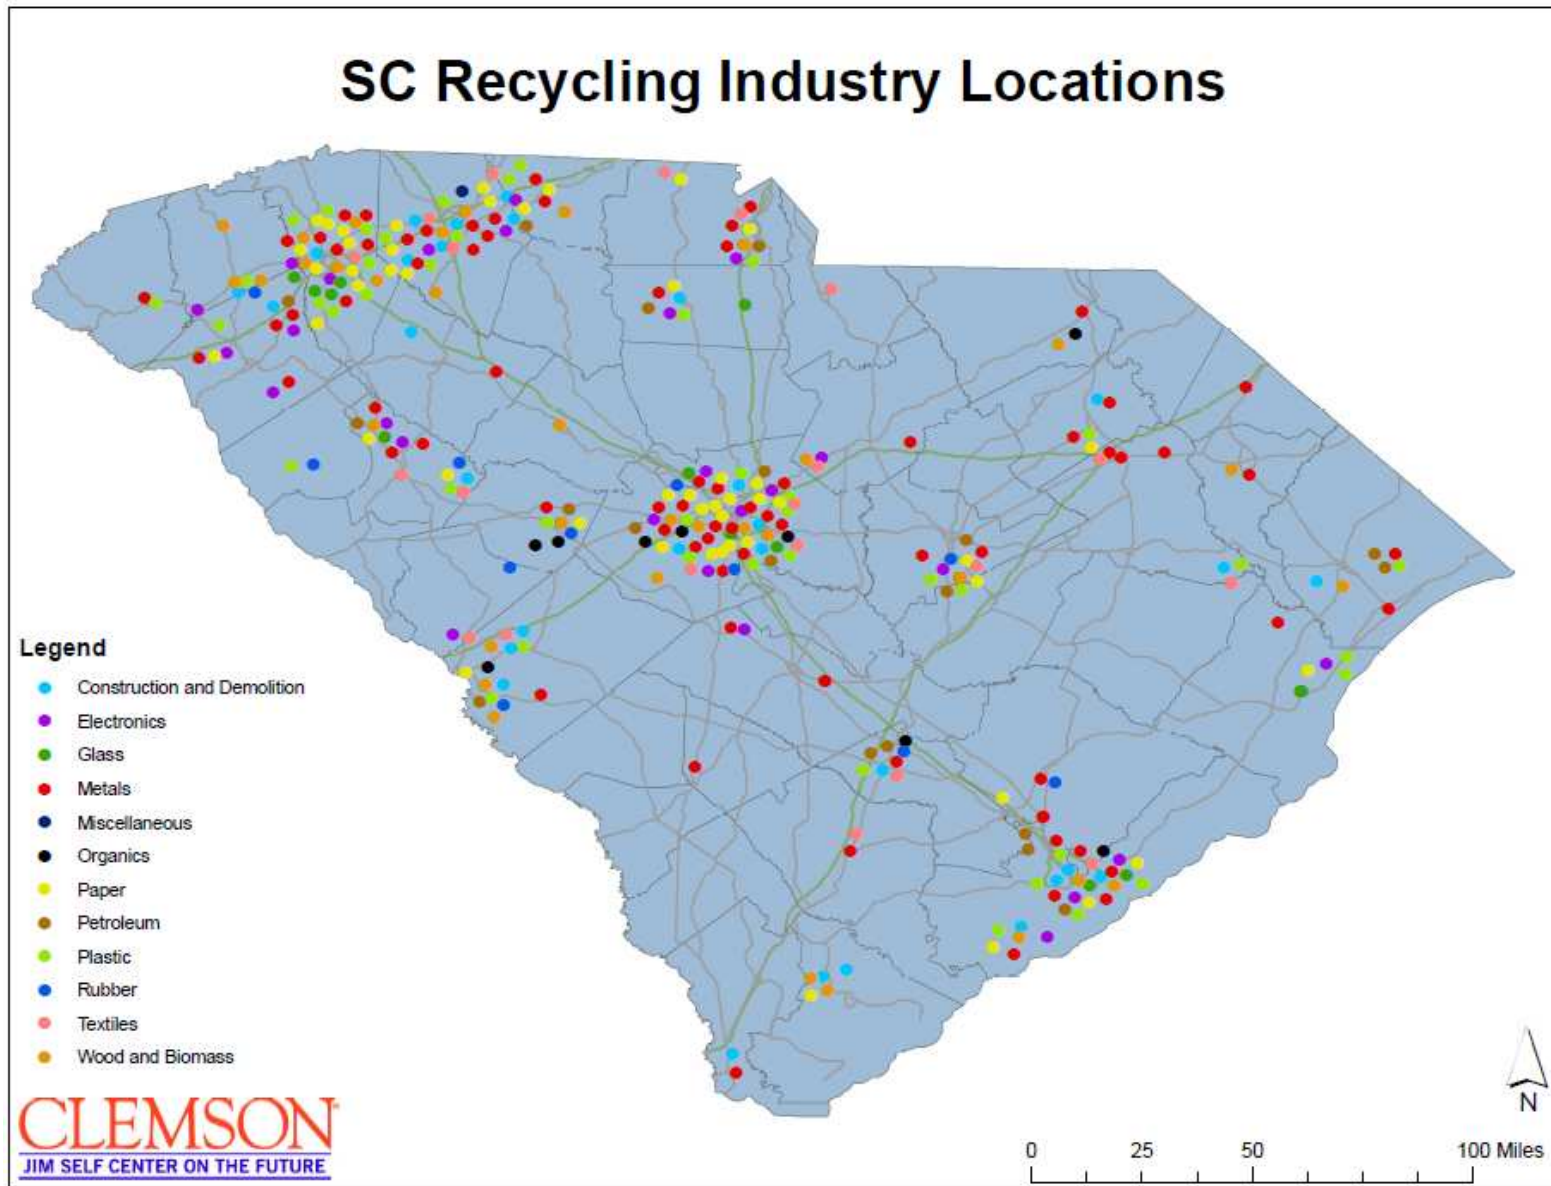 SC Recycling Industry Locations
Legend
Construction and Demolition
Electronics
Glass
Metals
Miscellaneous
Organics
Paper
Petroleum
Plastic
Rubber
Textiles
Wood and Biomass
CLEMSON
JIM SELF CENTER ON THE FUTURE
N
0 25 50 100 Miles